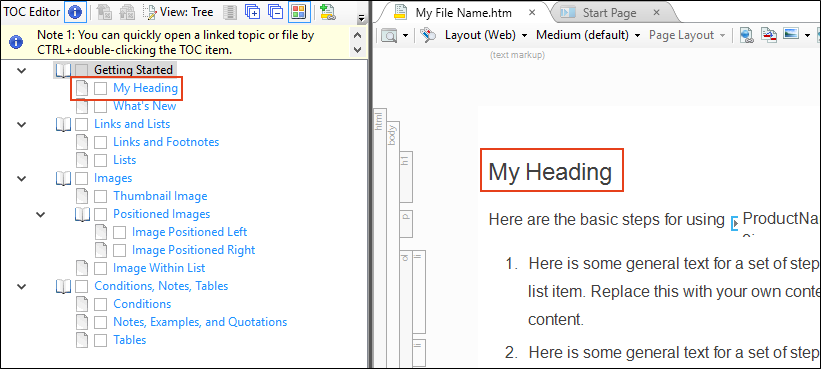 TOC Editor View: Tree
Note 1: You can quickly open a linked topic or file by
CTRL+double-clicking the TOC item.
Getting Started
My Heading
What's New
Links and Lists
Links and Footnotes
Lists
Images
Thumbnail Image
Positioned Images
Image Positioned Left
Image Positioned Right
Image Within List
Conditions, Notes, Tables
Conditions
Notes, Examples, and Quotations
Tables
My File Name.htm Start Page
Layout (Web) Medium (default) Page Layout
(text markup)
html
body
h1
My Heading
p
Here are the basic steps for using ProductNa
ol
li
1. Here is some general text for a set of step
list item. Replace this with your own conte
content.
li
2. Here is some general text for a set of step